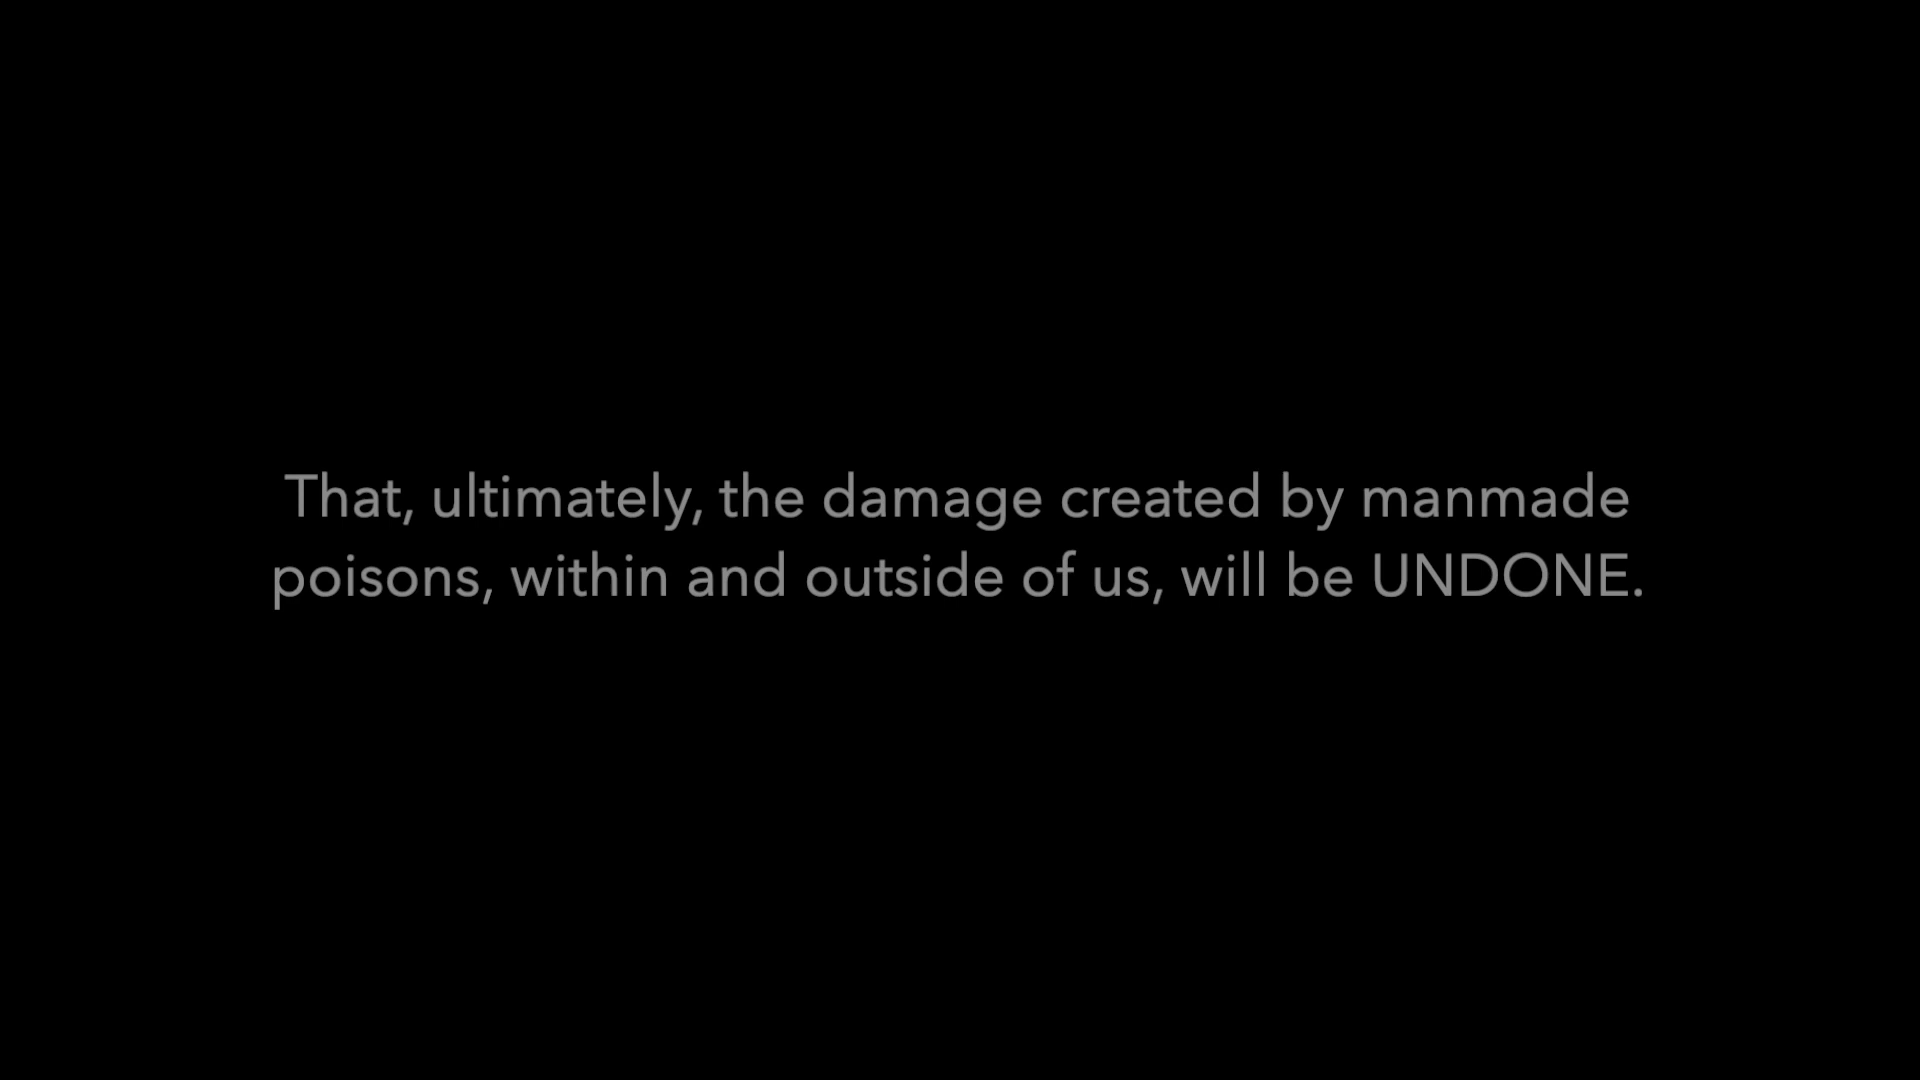 That, ultimately, the damage created by manmade
poisons, within and outside of us, will be UNDONE.